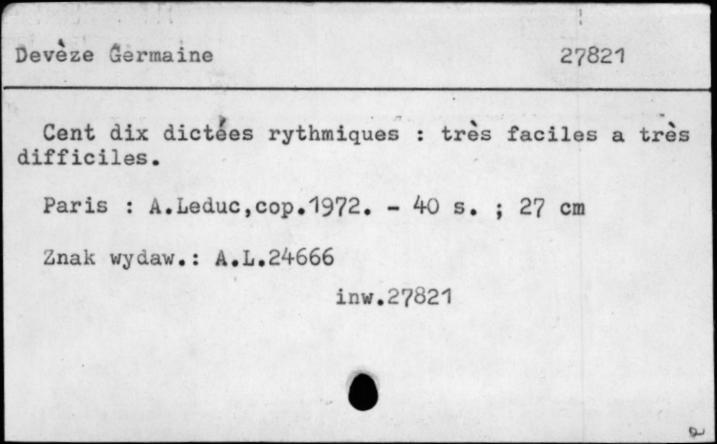 Devèze Germaine 27821
Cent dix dictées rythmiques : très faciles a très
difficiles.
Paris : A.Leduc,cop.1972. - 40 s. ; 27 cm
Znak wydaw.: A.L.24666
inw.27821